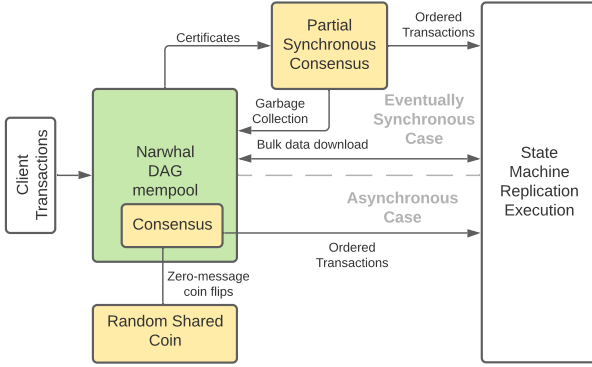 Partial
Synchronous
Consensus
Ordered
Transactions
Certificates
Garbage
Collection
Eventually
Synchronous
Case
Bulk data download
Client
Transactions
Narwhal
DAG
mempool
State
Machine
Replication
Execution
Asynchronous
Case
Consensus
Ordered
Transactions
Zero-message
coin flips
Random Shared
Coin